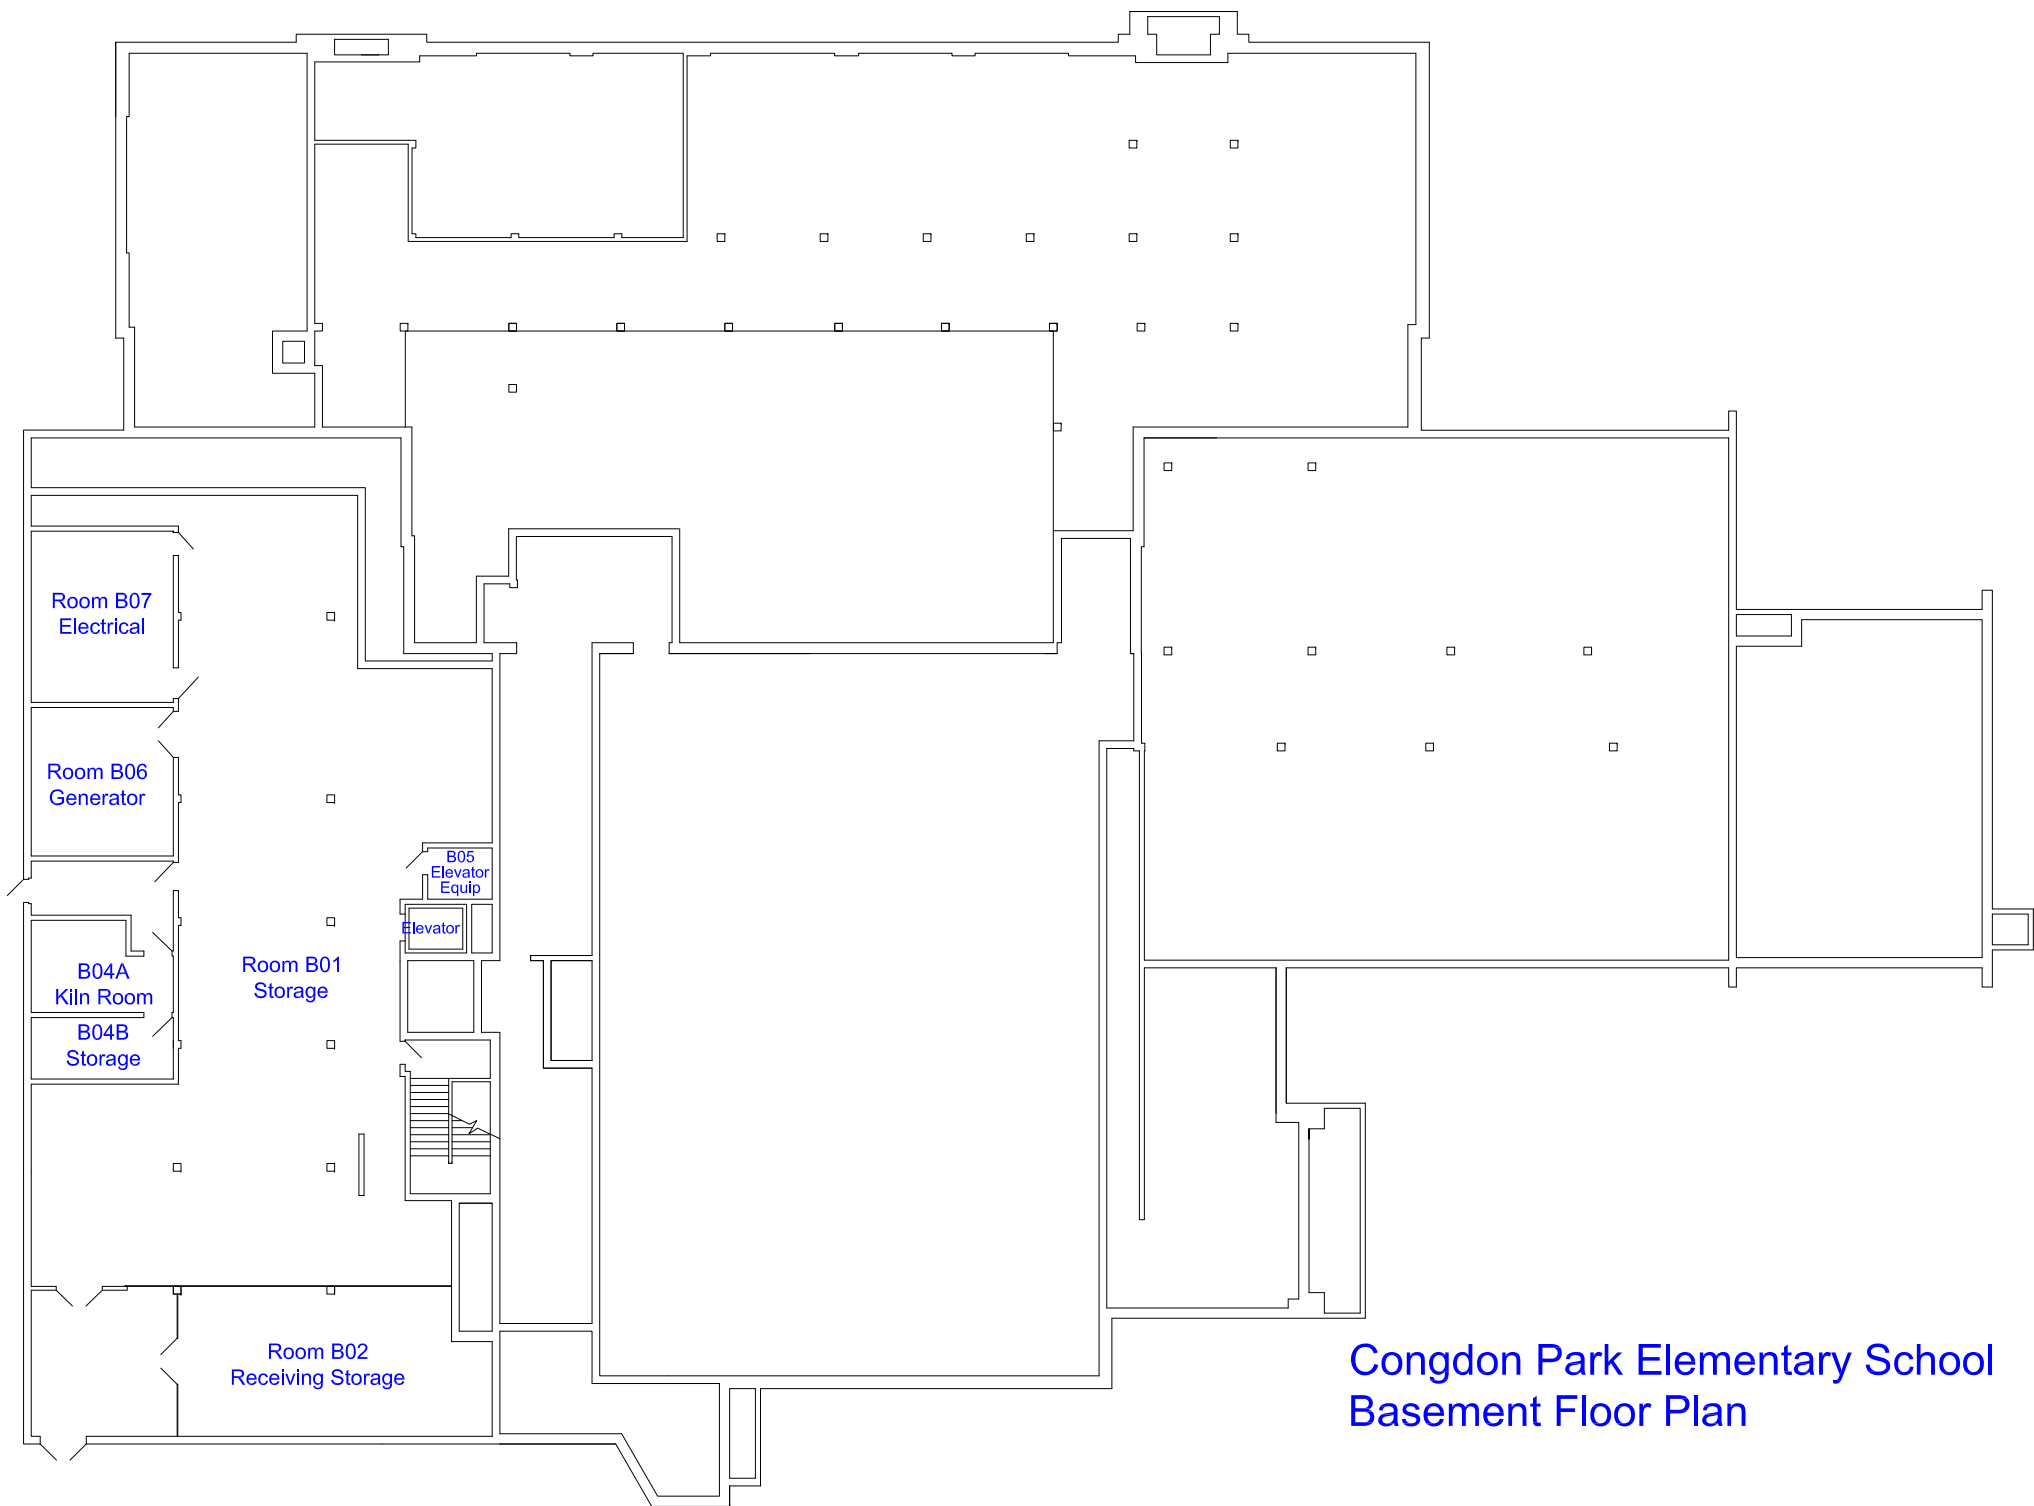 Room B07
Electrical
Room B06
Generator
B05
Elevator
Equip
Elevator
B04A
Kiln Room
Room B01
Storage
B04B
Storage
Room B02
Receiving Storage
Congdon Park Elementary School
Basement Floor Plan